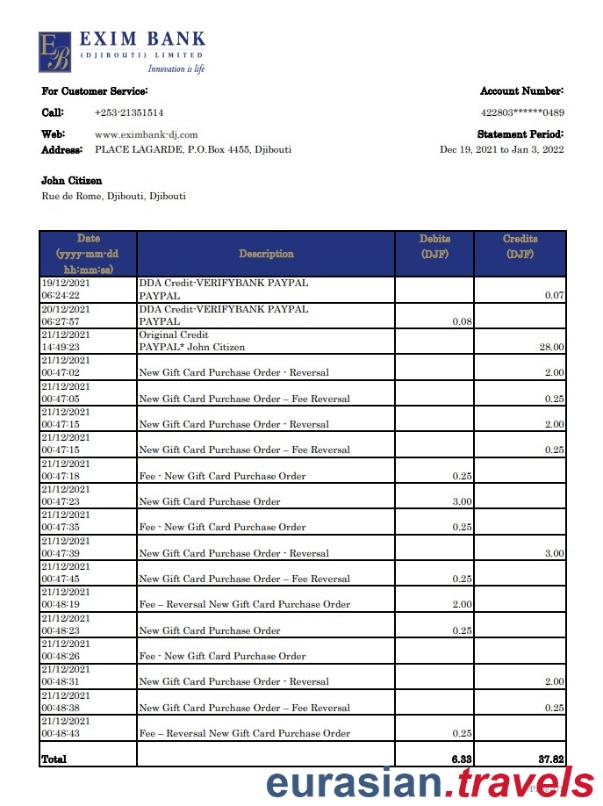 EXIM BANK
(DJIBOUTI) LIMITED
Innovation is life
For Customer Service:
Account Number:
Call: +253-21351514
422803******0489
Web: www.eximbank-dj.com
Statement Period:
Address: PLACE LAGARDE, P.O.Box 4455, Djibouti
Dec 19, 2021 to Jan 3, 2022
John Citizen
Rue de Rome, Djibouti, Djibouti
Date Debits Credits
(yyyy-mm-dd Description (DJF) (DJF)
hh:mm:ss)
19/12/2021 DDA Credit-VERIFYBANK PAYPAL
06:24:22 PAYPAL 0.07
20/12/2021 DDA Credit-VERIFYBANK PAYPAL
06:27:57 PAYPAL 0.08
21/12/2021 Original Credit
14:49:23 PAYPAL* John Citizen 28.00
21/12/2021
00:47:02 New Gift Card Purchase Order - Reversal 2.00
21/12/2021
00:47:05 New Gift Card Purchase Order – Fee Reversal 0.25
21/12/2021
00:47:15 New Gift Card Purchase Order - Reversal 2.00
21/12/2021
00:47:15 New Gift Card Purchase Order – Fee Reversal 0.25
21/12/2021
00:47:18 Fee - New Gift Card Purchase Order 0.25
21/12/2021
00:47:23 New Gift Card Purchase Order 3.00
21/12/2021
00:47:35 Fee - New Gift Card Purchase Order 0.25
21/12/2021
00:47:39 New Gift Card Purchase Order - Reversal 3.00
21/12/2021
00:47:45 New Gift Card Purchase Order – Fee Reversal 0.25
21/12/2021
00:48:19 Fee – Reversal New Gift Card Purchase Order 2.00
21/12/2021
00:48:23 New Gift Card Purchase Order 0.25
21/12/2021
00:48:26 Fee - New Gift Card Purchase Order
21/12/2021
00:48:31 New Gift Card Purchase Order - Reversal 2.00
21/12/2021
00:48:38 New Gift Card Purchase Order – Fee Reversal 0.25
21/12/2021
00:48:43 Fee – Reversal New Gift Card Purchase Order 0.25
Total 6.33 37.82
eurasian.travels